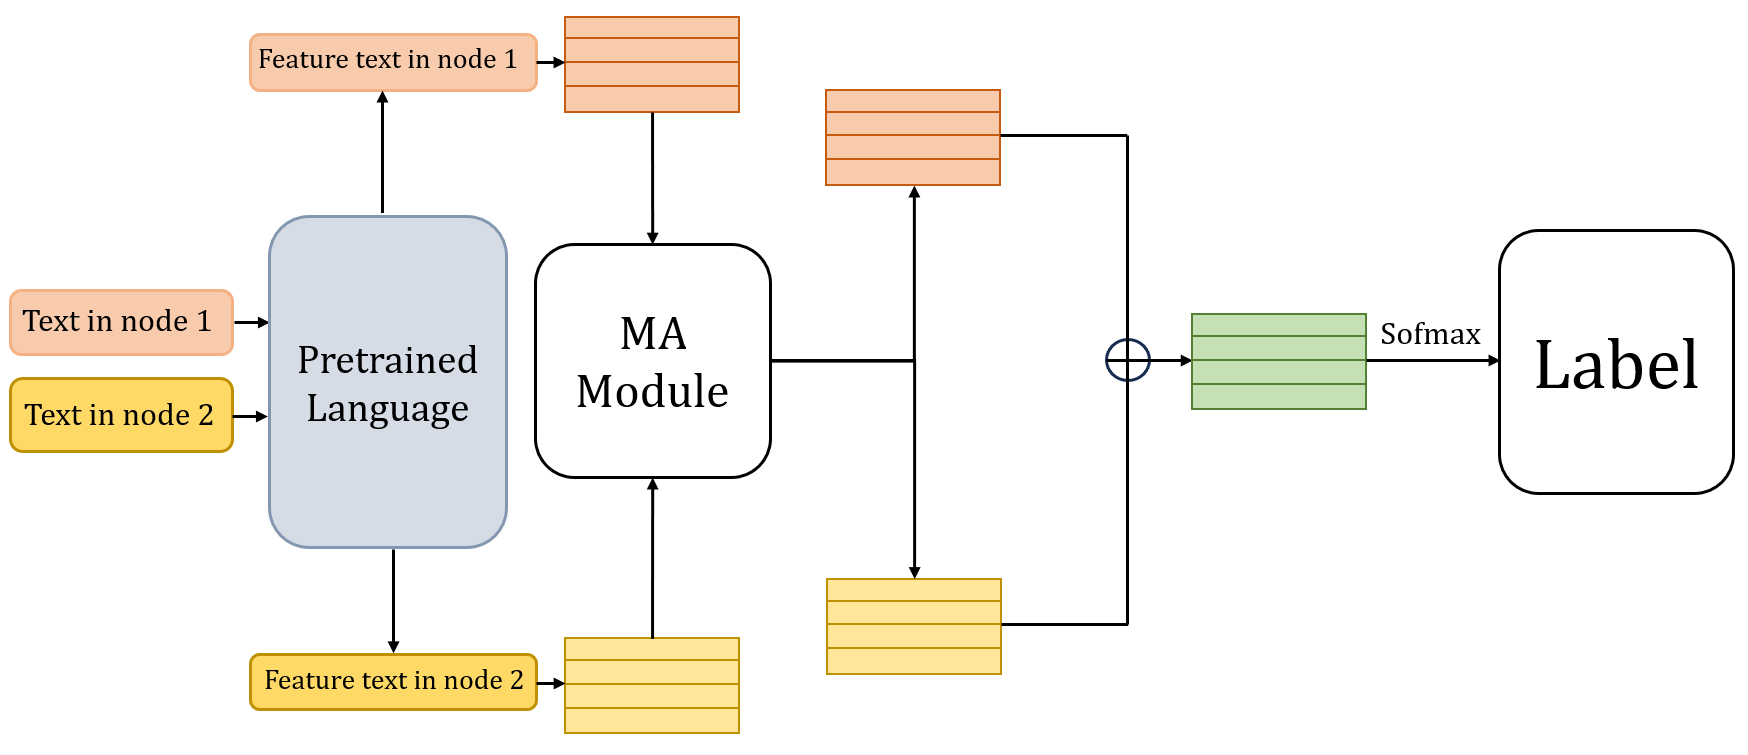 Feature text in node 1
Text in node 1
Text in node 2
Pretrained
Language
MA
Module
Sofmax
Label
Feature text in node 2